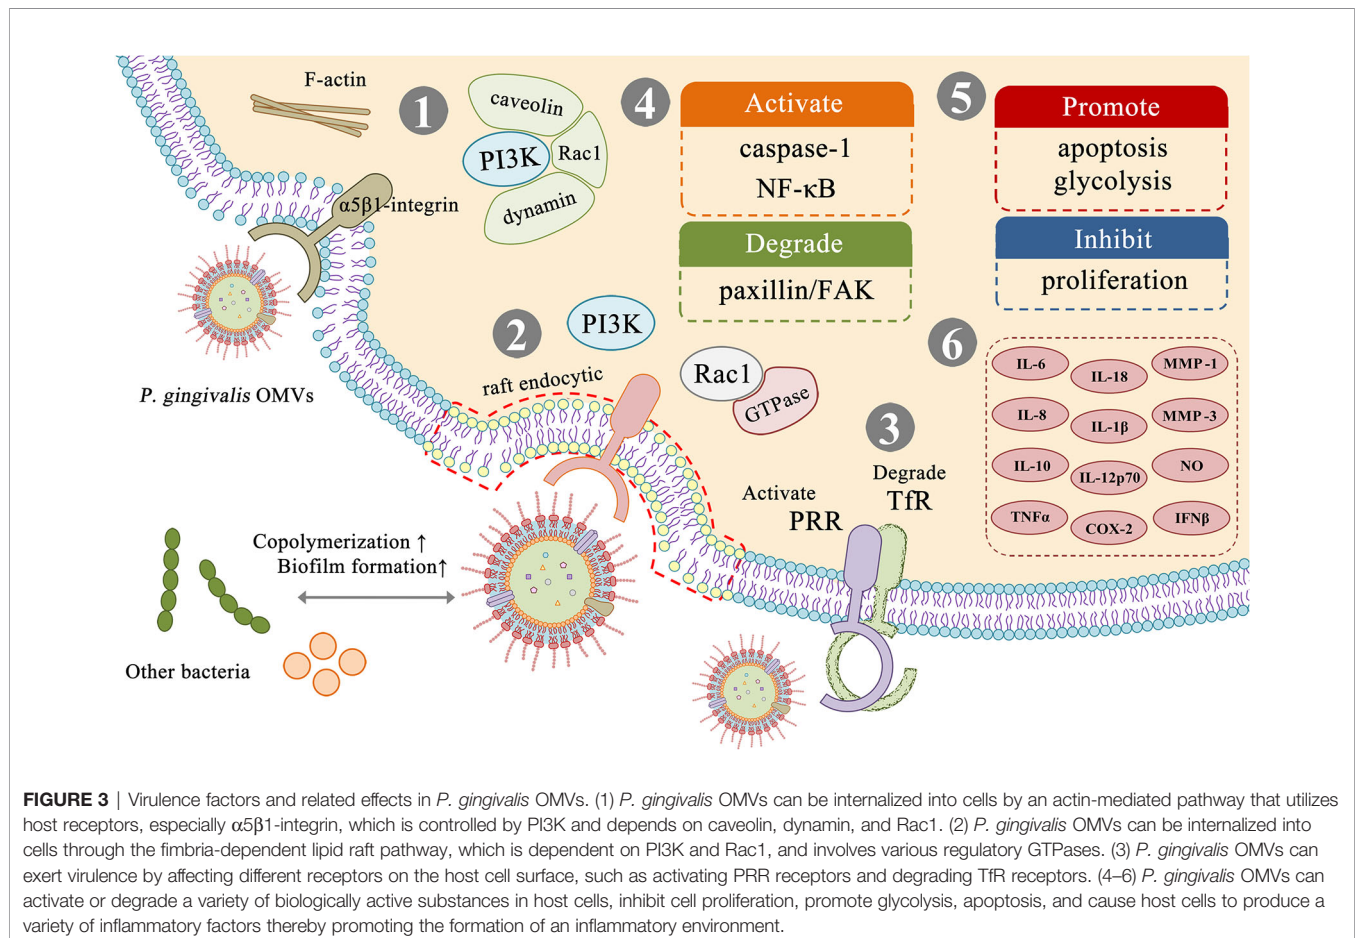 F-actin
1
caveolin
PI3K
Rac1
dynamin
α5β1-integrin
P. gingivalis OMVs
4
Activate
caspase-1
NF-κB
Degrade
paxillin/FAK
5
Promote
apoptosis
glycolysis
Inhibit
proliferation
2
PI3K
raft endocytic
Rac1
GTPase
3
Degrade
TfR
Activate
PRR
6
IL-6
IL-18
MMP-1
IL-8
IL-1β
MMP-3
IL-10
IL-12p70
NO
TNFα
COX-2
IFNβ
Copolymerization ↑
Biofilm formation↑
Other bacteria
FIGURE 3 | Virulence factors and related effects in P. gingivalis OMVs. (1) P. gingivalis OMVs can be internalized into cells by an actin-mediated pathway that utilizes
host receptors, especially α5β1-integrin, which is controlled by PI3K and depends on caveolin, dynamin, and Rac1. (2) P. gingivalis OMVs can be internalized into
cells through the fimbria-dependent lipid raft pathway, which is dependent on PI3K and Rac1, and involves various regulatory GTPases. (3) P. gingivalis OMVs can
exert virulence by affecting different receptors on the host cell surface, such as activating PRR receptors and degrading TfR receptors. (4–6) P. gingivalis OMVs can
activate or degrade a variety of biologically active substances in host cells, inhibit cell proliferation, promote glycolysis, apoptosis, and cause host cells to produce a
variety of inflammatory factors thereby promoting the formation of an inflammatory environment.